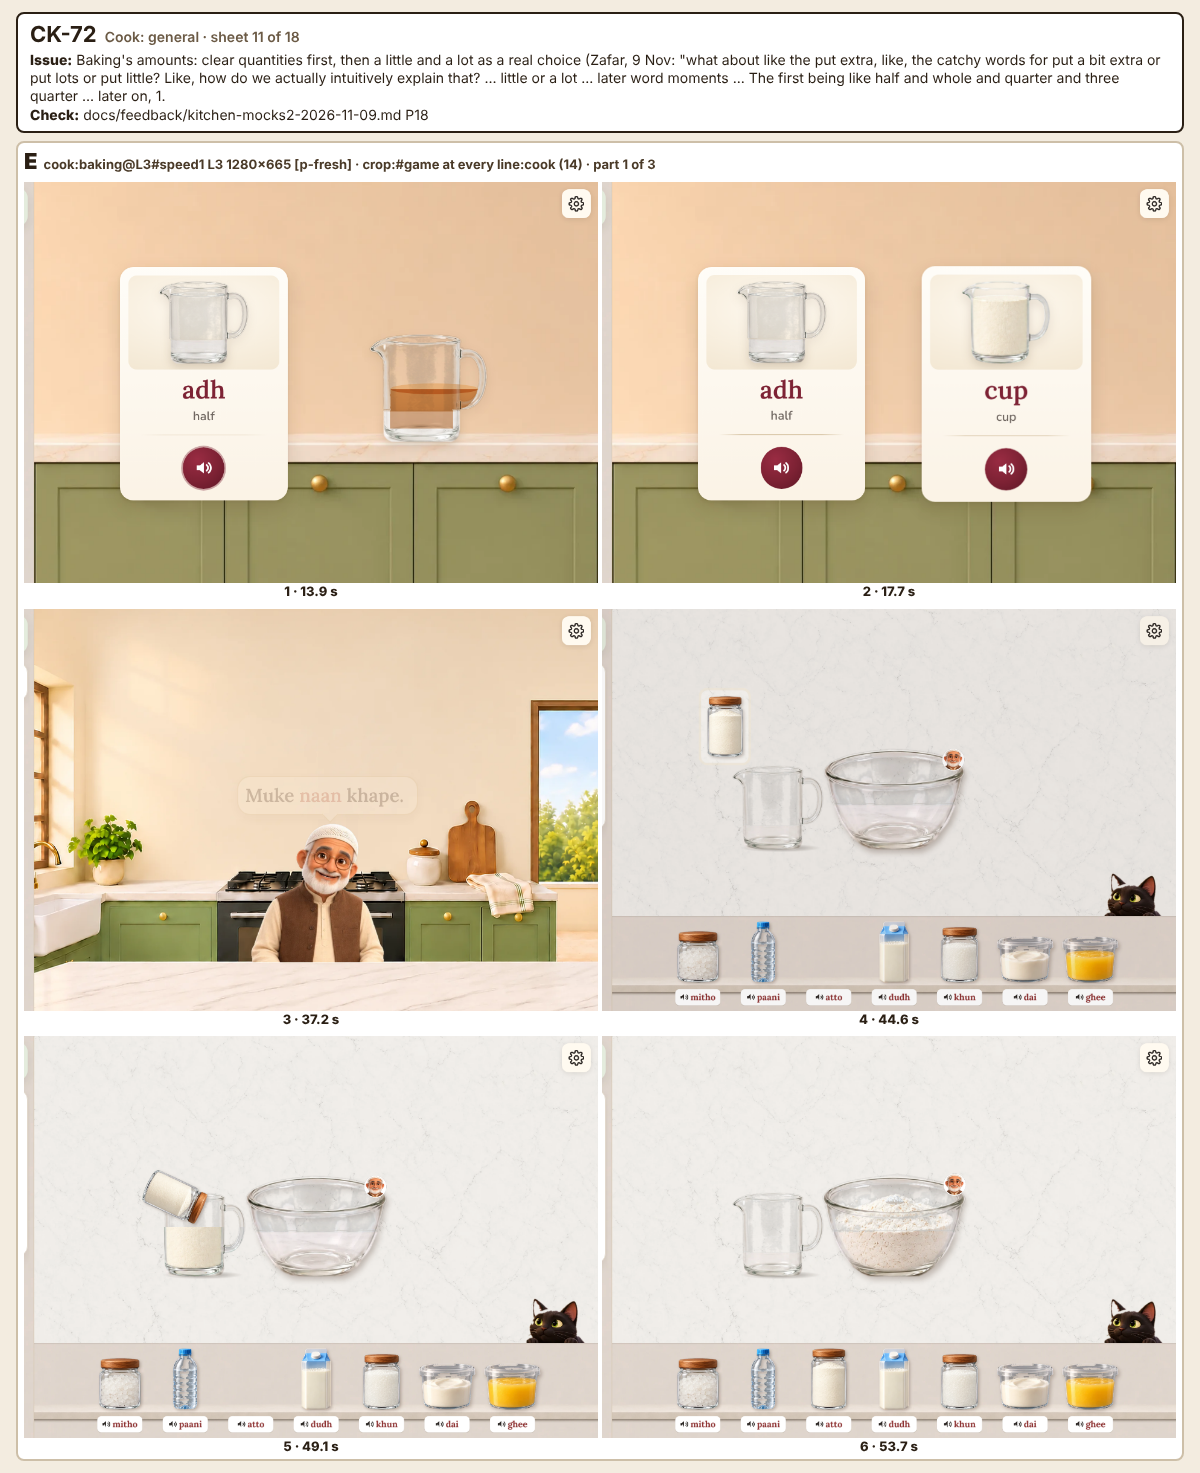 CK-72 Cook: general · sheet 11 of 18
Issue: Baking's amounts: clear quantities first, then a little and a lot as a real choice (Zafar, 9 Nov: "what about like the put extra, like, the catchy words for put a bit extra or
put lots or put little? Like, how do we actually intuitively explain that? ... little or a lot ... later word moments ... The first being like half and whole and quarter and three
quarter ... later on, 1.
Check: docs/feedback/kitchen-mocks2-2026-11-09.md P18
E cook:baking@L3#speed1 L3 1280×665 [p-fresh] · crop:#game at every line:cook (14) · part 1 of 3
adh
half
1 · 13.9 s
adh
half
cup
cup
2 · 17.7 s
Muke naan khape.
3 · 37.2 s
mitho paani atto dudh khun dai ghee
4 · 44.6 s
mitho paani atto dudh khun dai ghee
5 · 49.1 s
mitho paani atto dudh khun dai ghee
6 · 53.7 s